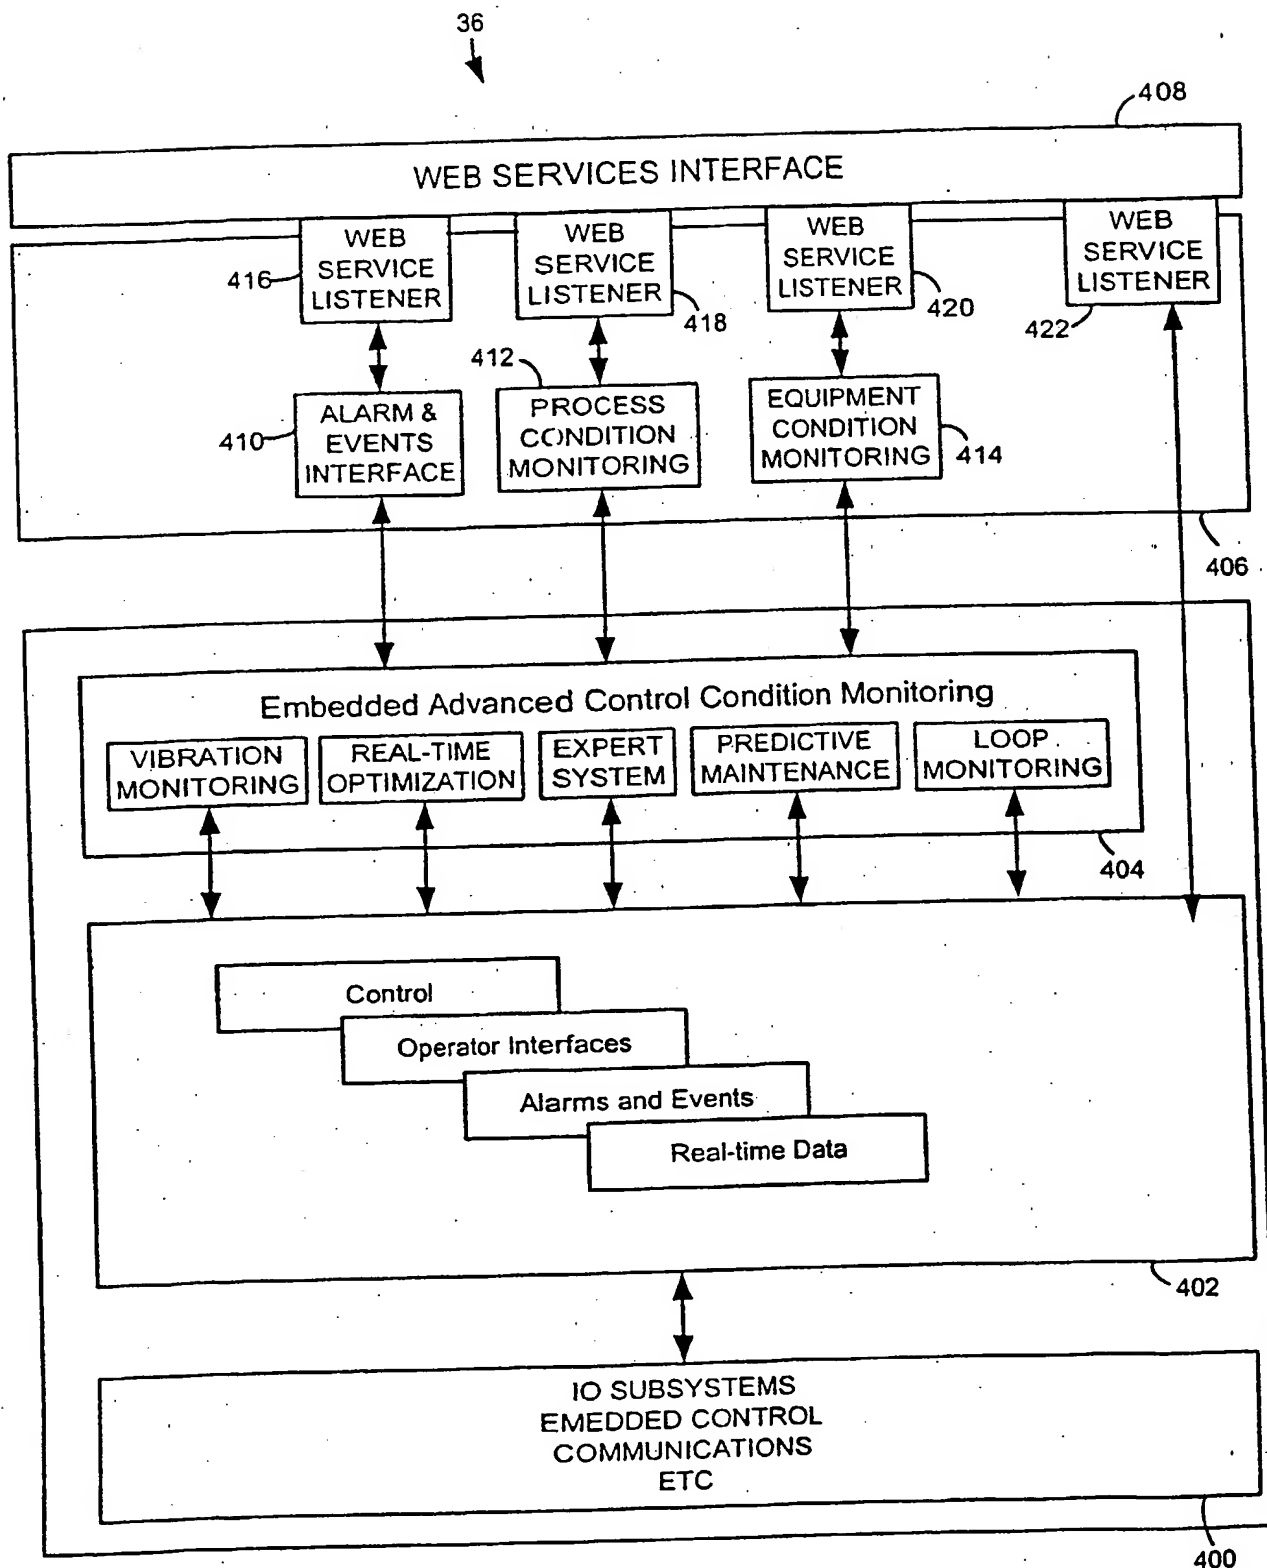 36
408
WEB SERVICES INTERFACE
WEB
SERVICE
LISTENER
416
WEB
SERVICE
LISTENER
418
WEB
SERVICE
LISTENER
420
WEB
SERVICE
LISTENER
422
ALARM &
EVENTS
INTERFACE
410
412
PROCESS
CONDITION
MONITORING
EQUIPMENT
CONDITION
MONITORING
414
406
Embedded Advanced Control Condition Monitoring
VIBRATION
MONITORING
REAL-TIME
OPTIMIZATION
EXPERT
SYSTEM
PREDICTIVE
MAINTENANCE
LOOP
MONITORING
404
Control
Operator Interfaces
Alarms and Events
Real-time Data
402
IO SUBSYSTEMS
EMEDDED CONTROL
COMMUNICATIONS
ETC
400